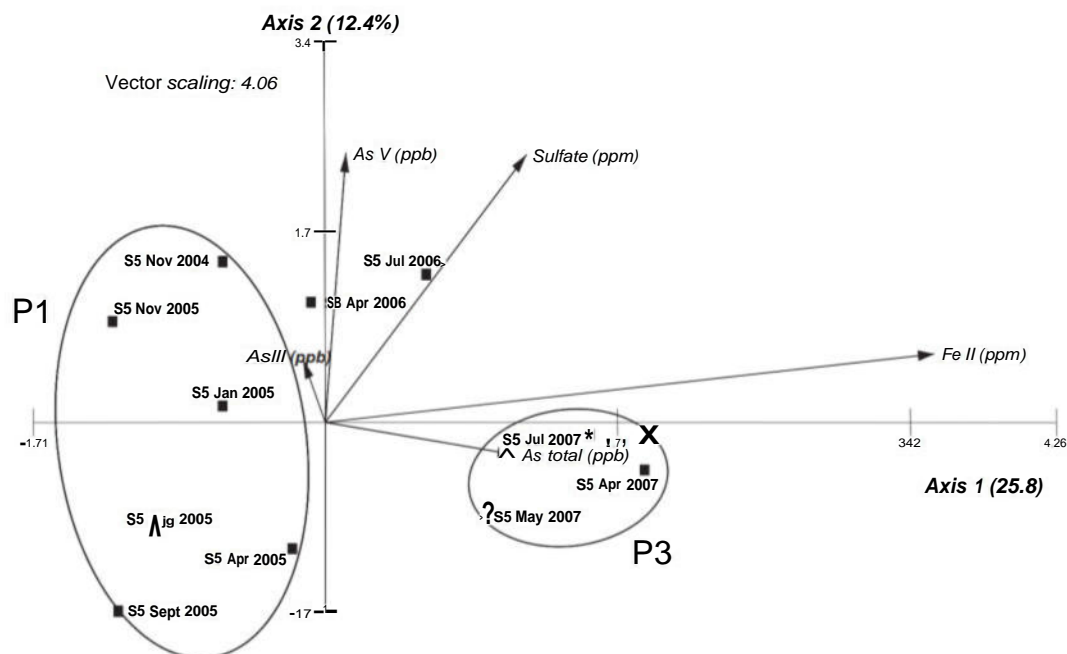 Axis 2 (12.4%)
3.4
Vector scaling: 4.06
As V (ppb)
Sulfate (ppm)
1.7
S5 Nov 2004
S5 Jul 2006
P1
S5 Nov 2005
SB Apr 2006
AsIII (ppb)
Fe II (ppm)
S5 Jan 2005
-1.71
S5 Jul 2007 *
1.71
X
342
4.26
^ As total (ppb)
S5 Apr 2007
Axis 1 (25.8)
? S5 May 2007
S5 jg 2005
P3
S5 Apr 2005
S5 Sept 2005
-17